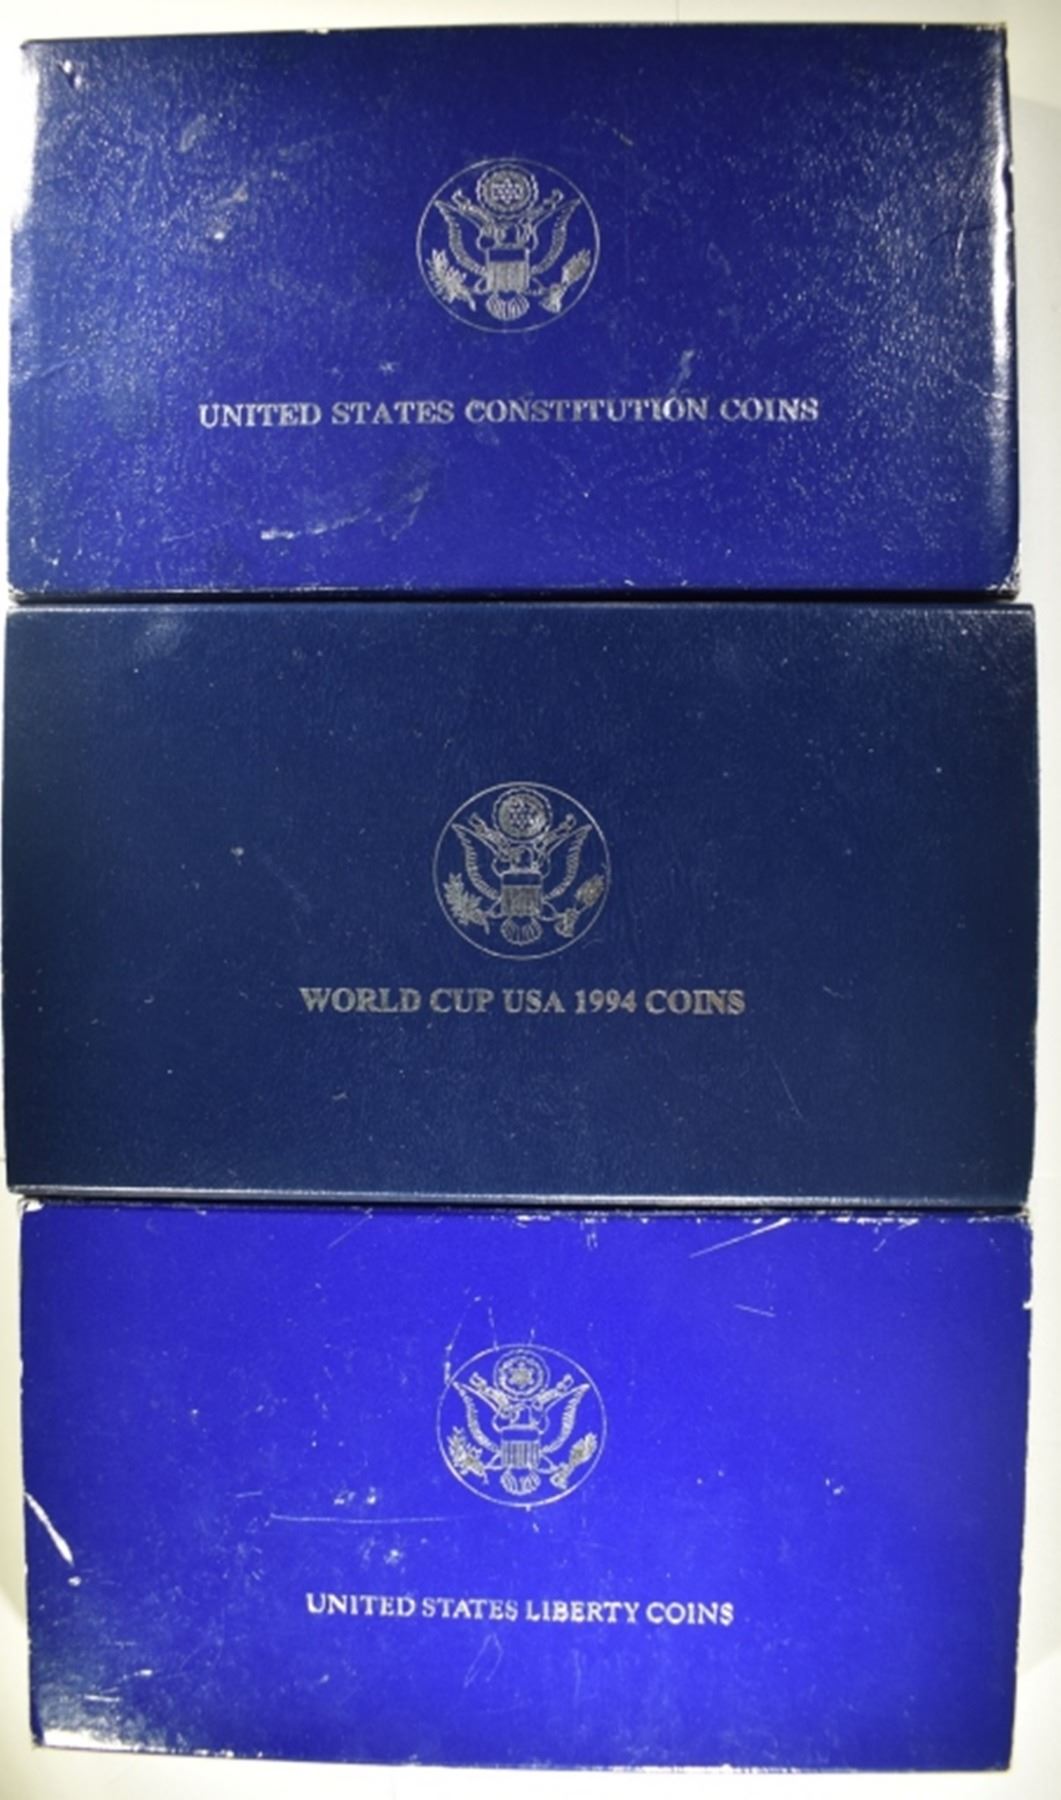 UNITED STATES CONSTITUTION COINS
WORLD CUP USA 1994 COINS
UNITED STATES LIBERTY COINS